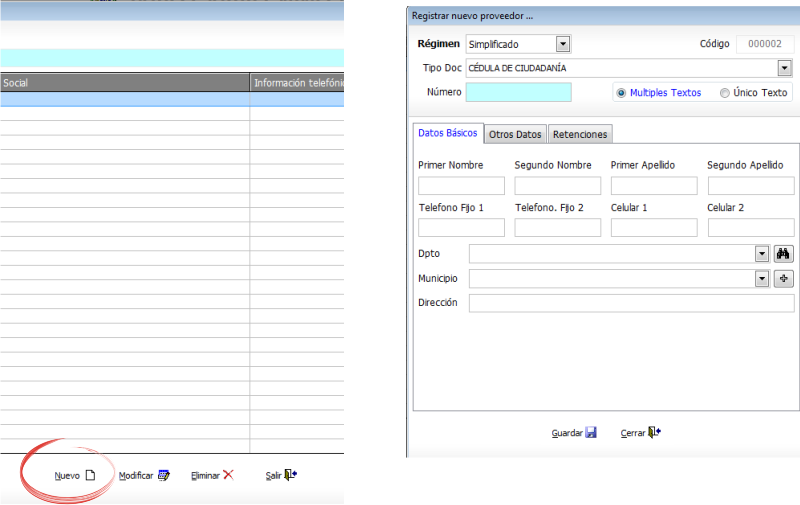 Social Información telefónic
Nuevo Modificar Eliminar Salir
Registrar nuevo proveedor ...
Régimen Simplificado Código 000002
Tipo Doc CÉDULA DE CIUDADANÍA
Número Multiples Textos Único Texto
Datos Básicos Otros Datos Retenciones
Primer Nombre Segundo Nombre Primer Apellido Segundo Apellido
Telefono Fijo 1 Telefono. Fijo 2 Celular 1 Celular 2
Dpto
Municipio
Dirección
Guardar Cerrar